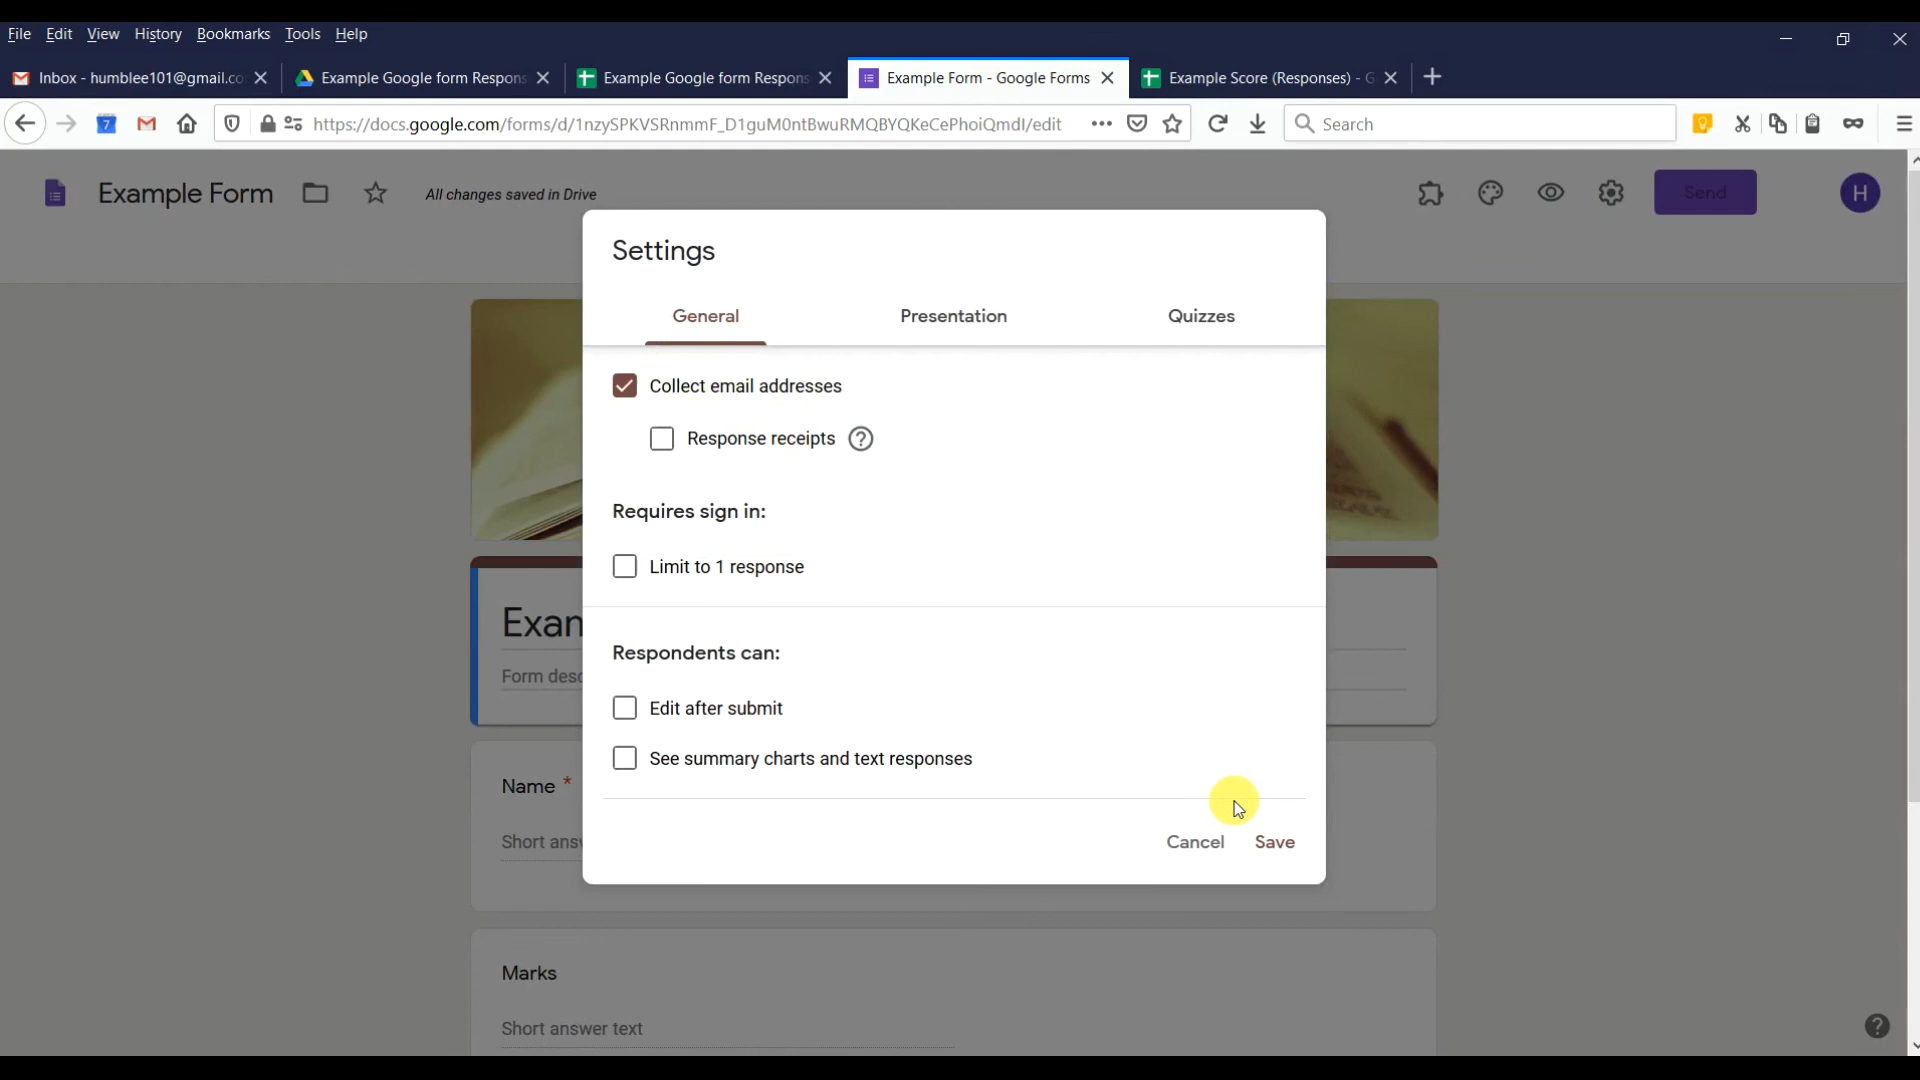 File Edit View History Bookmarks Tools Help
Inbox - humblee101@gmail.co
Example Google form Respons
Example Google form Respons
Example Form - Google Forms
Example Score (Responses) - G
7
https://docs.google.com/forms/d/1nzySPKVSRnmmF_D1guM0ntBwuRMQBYQKeCePhoiQmdI/edit
Search
Example Form
All changes saved in Drive
Send
H
Settings
General
Presentation
Quizzes
Collect email addresses
Response receipts
Requires sign in:
Limit to 1 response
Exam
Form desc
Respondents can:
Edit after submit
See summary charts and text responses
Name *
Short ansv
Cancel
Save
Marks
Short answer text